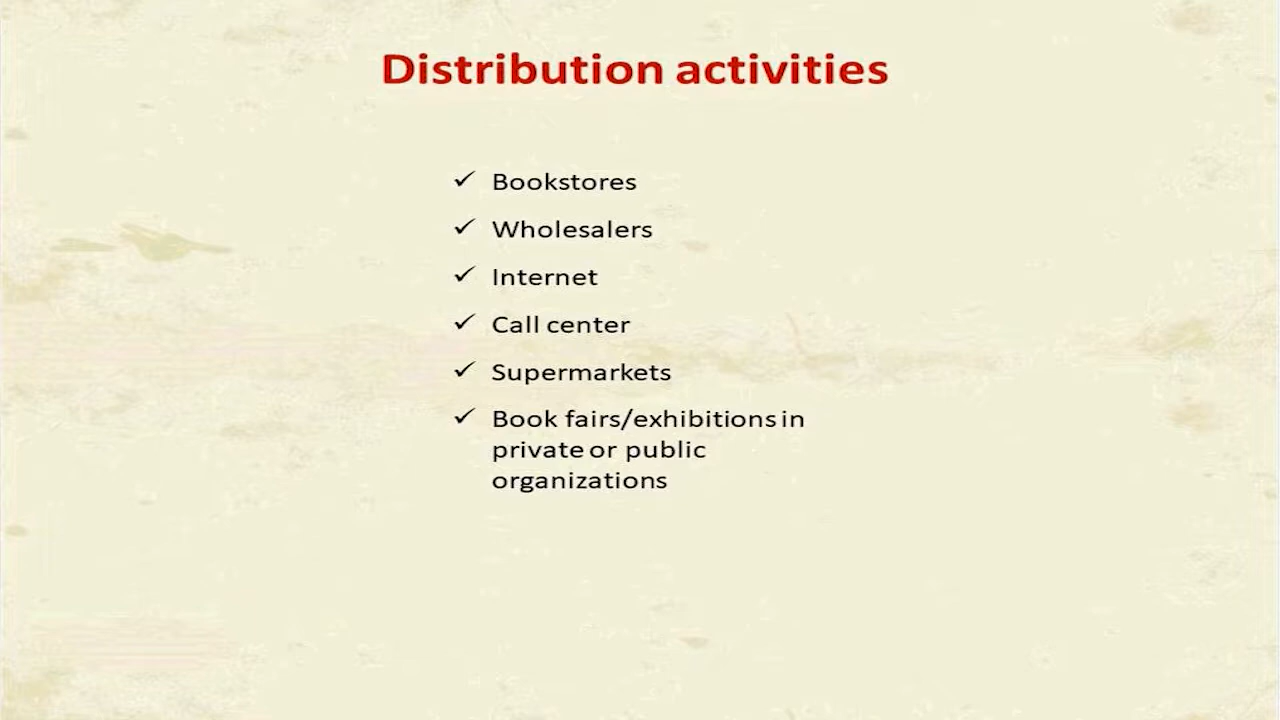 Distribution activities
✓ Bookstores
✓ Wholesalers
✓ Internet
✓ Call center
✓ Supermarkets
✓ Book fairs/exhibitions in
private or public
organizations